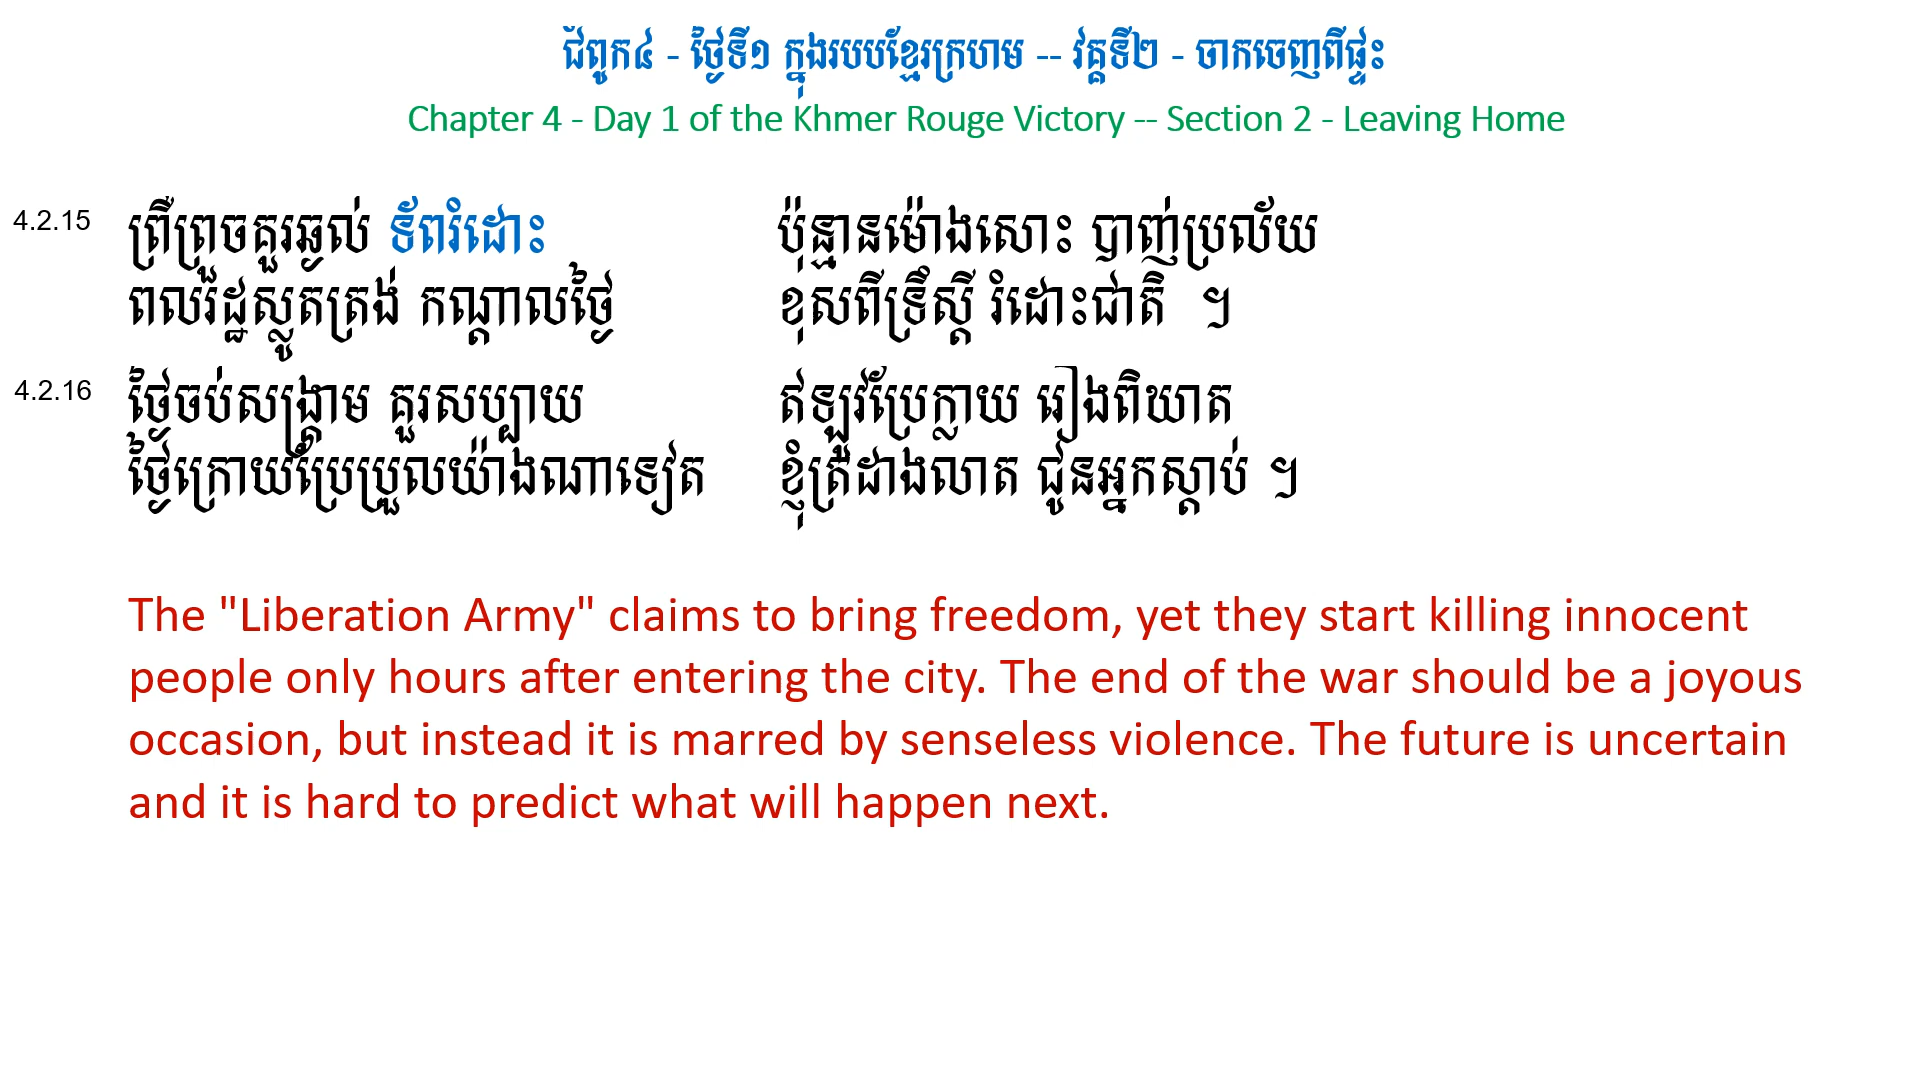 ជំពូក៤ - ថ្ងៃទី១ ក្នុងរបបខ្មែរក្រហម -- វគ្គទី២ - ចាកចេញពីផ្ទះ
Chapter 4 - Day 1 of the Khmer Rouge Victory -- Section 2 - Leaving Home
4.2.15 ព្រឺព្រួចគួរឆ្ងល់ ទ័ពរំដោះ ប៉ុន្មានម៉ោងសោះ បាញ់ប្រល័យ
ពលរដ្ឋស្លូតត្រង់ កណ្តាលថ្ងៃ ខុសពីទ្រឹស្តី រំដោះជាតិ ។
4.2.16 ថ្ងៃចប់សង្គ្រាម គួរសប្បាយ ឥឡូវប្រែក្លាយ រឿងពិឃាត
ថ្ងៃក្រោយប្រែប្រួលយ៉ាងណាទៀត ខ្ញុំត្រដាងលាត ជូនអ្នកស្តាប់ ។
The "Liberation Army" claims to bring freedom, yet they start killing innocent
people only hours after entering the city. The end of the war should be a joyous
occasion, but instead it is marred by senseless violence. The future is uncertain
and it is hard to predict what will happen next.